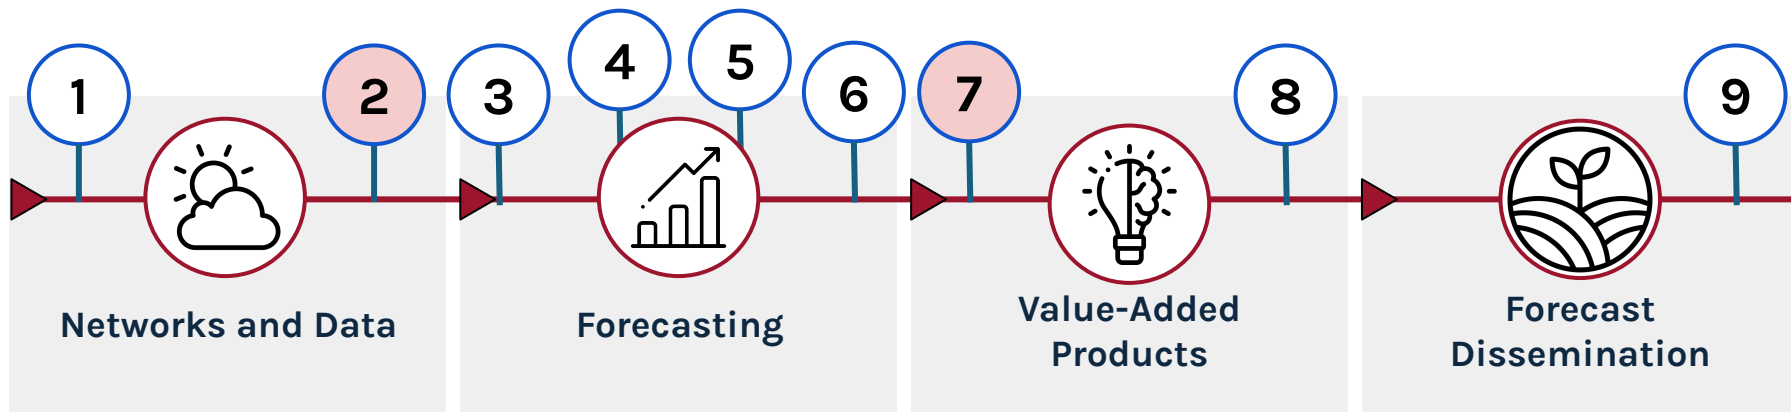 1
2
3
4
5
6
7
8
9
Networks and Data
Forecasting
Value-Added
Products
Forecast
Dissemination